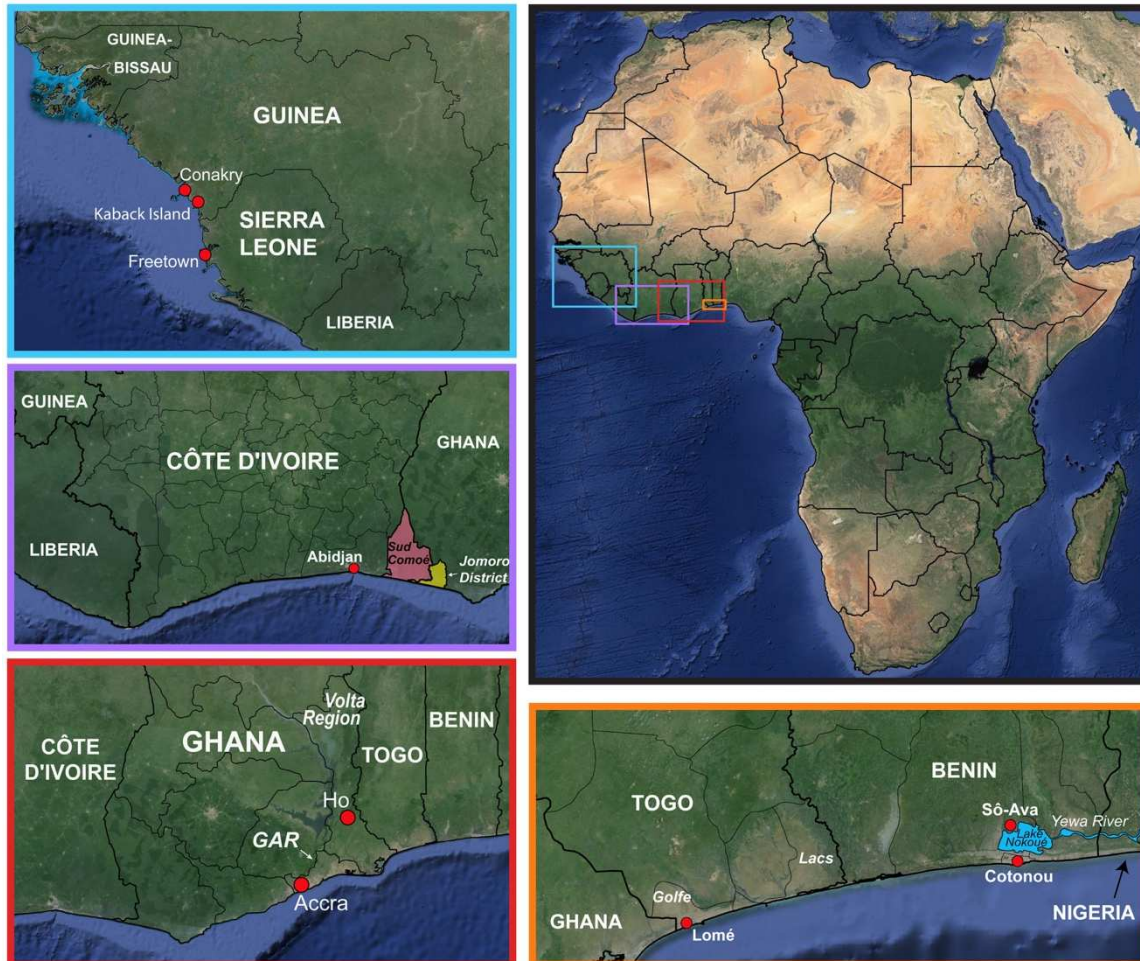 GUINEA-
BISSAU
GUINEA
Conakry
Kaback Island
SIERRA
LEONE
Freetown
LIBERIA
GUINEA
GHANA
CÔTE D'IVOIRE
LIBERIA
Abidjan
Sud
Comoé
Jomoro
District
Volta
Region
BENIN
CÔTE
D'IVOIRE
GHANA
TOGO
Ho
GAR
Accra
BENIN
TOGO
Sô-Ava
Yewa River
Lake
Nokoué
Lacs
Cotonou
Golfe
NIGERIA
GHANA
Lomé